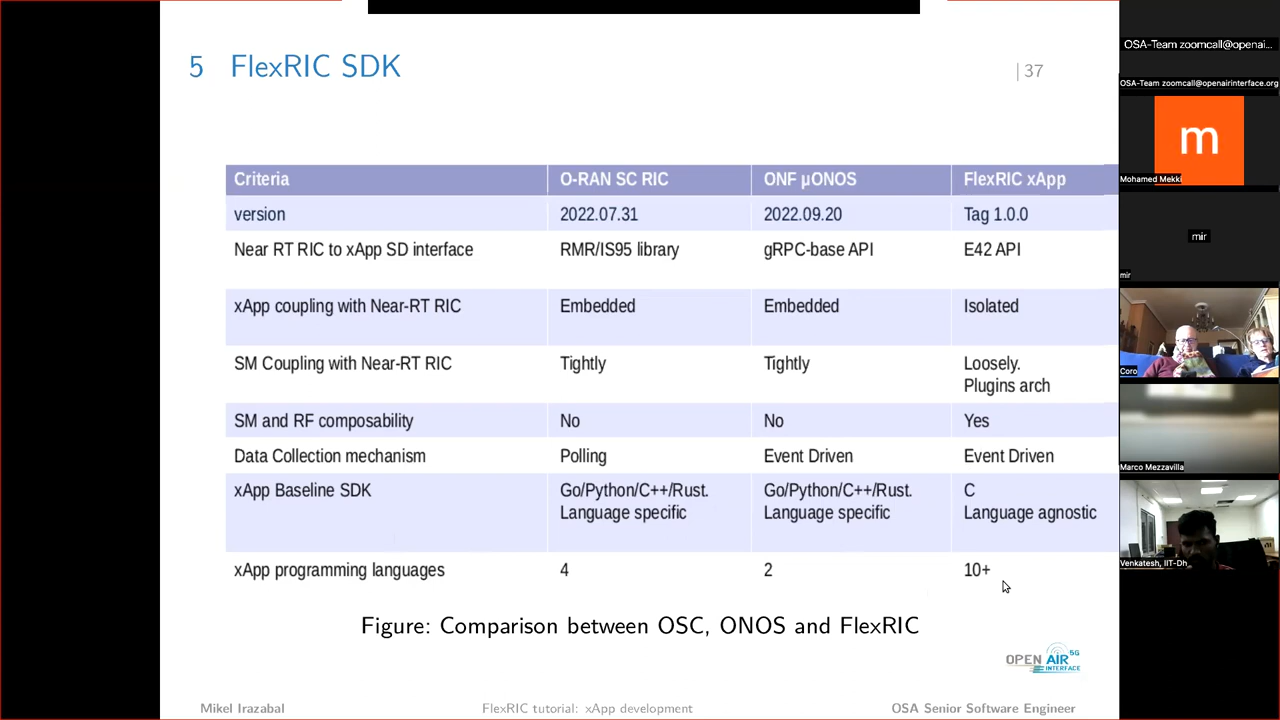 5 FlexRIC SDK
| 37
Criteria O-RAN SC RIC ONF µONOS FlexRIC xApp
version 2022.07.31 2022.09.20 Tag 1.0.0
Near RT RIC to xApp SD interface RMR/IS95 library gRPC-base API E42 API
xApp coupling with Near-RT RIC Embedded Embedded Isolated
SM Coupling with Near-RT RIC Tightly Tightly Loosely.
Plugins arch
SM and RF composability No No Yes
Data Collection mechanism Polling Event Driven Event Driven
xApp Baseline SDK Go/Python/C++/Rust. Go/Python/C++/Rust. C
Language specific Language specific Language agnostic
xApp programming languages 4 2 10+
Figure: Comparison between OSC, ONOS and FlexRIC
OPEN AIR 5G
INTERFACE
Mikel Irazabal FlexRIC tutorial: xApp development OSA Senior Software Engineer
OSA-Team zoomcall@openai...
OSA-Team zoomcall@openairinterface.org
m
Mohamed Mekki
mir
mir
Coro
Marco Mezzavilla
Venkatesh, IIT-Dh